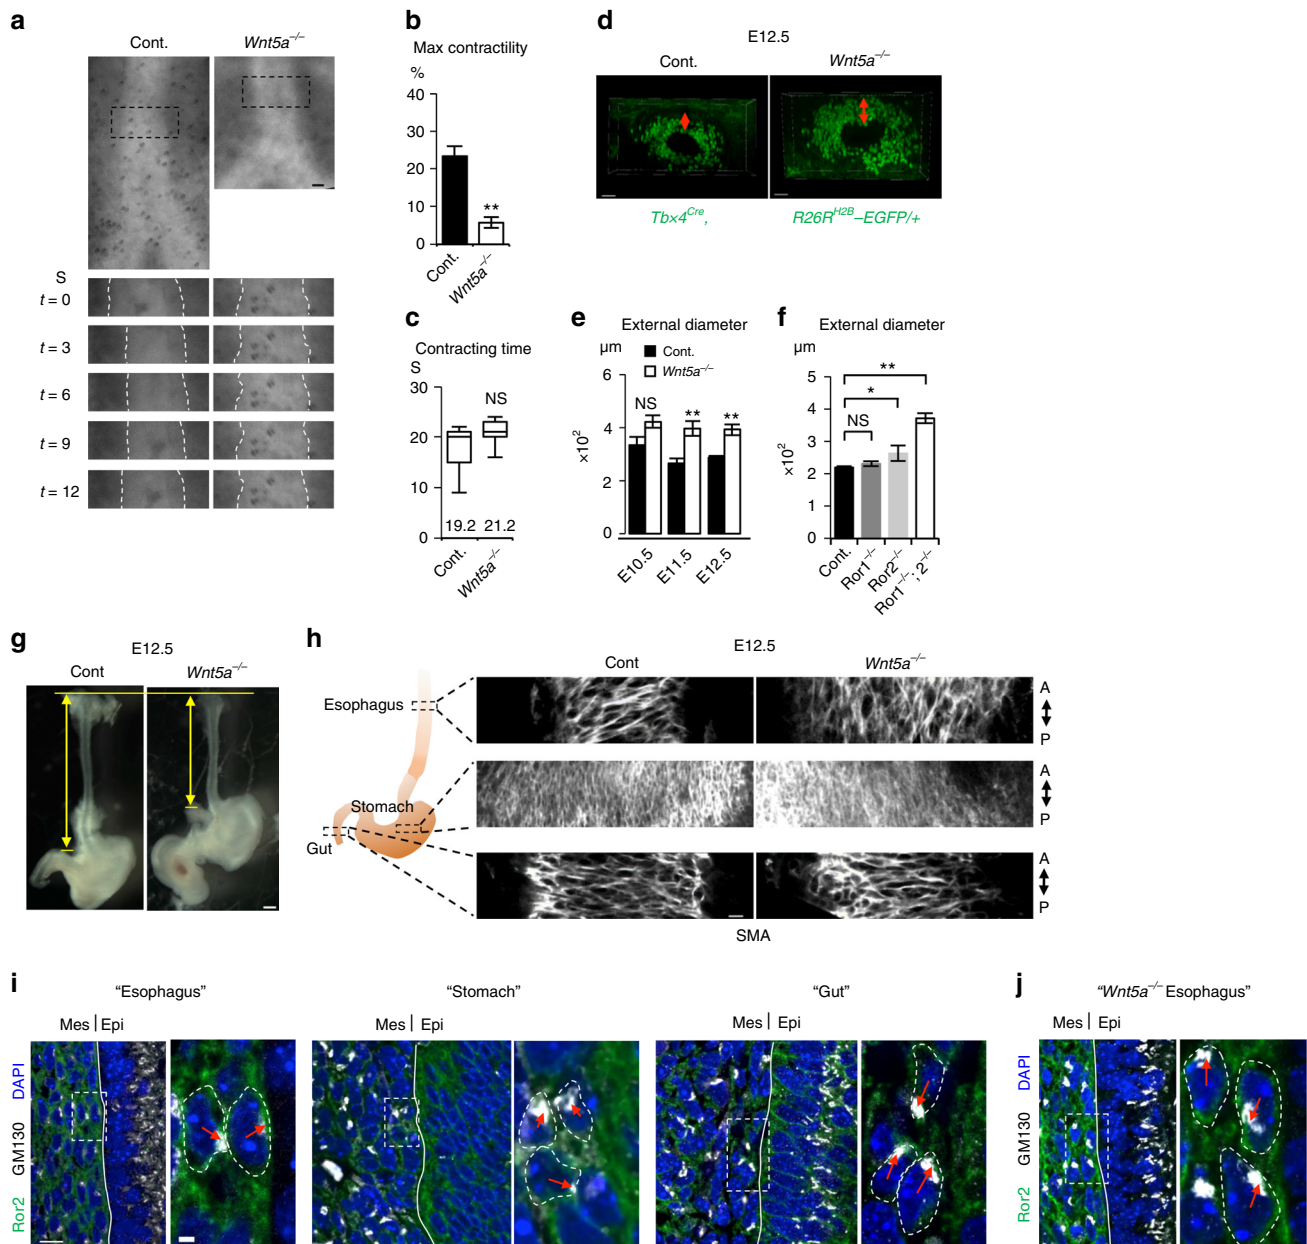 a
Cont.
Wnt5a–/–
S
t = 0
t = 3
t = 6
t = 9
t = 12
b
Max contractility
%
40
30
20
10
0
**
Cont.
Wnt5a–/–
c
Contracting time
S
30
20
10
0
NS
19.2 21.2
Cont.
Wnt5a–/–
d
E12.5
Cont.
Wnt5a–/–
Tbx4Cre,
R26RH2B–EGFP/+
e
External diameter
µm
Cont.
Wnt5a–/–
×10²
6
4
2
0
NS ** **
E10.5
E11.5
E12.5
f
External diameter
µm
×10²
5
4
3
2
1
0
**
*
NS
Cont.
Ror1–/–
Ror2–/–
Ror1–/–; 2–/–
g
E12.5
Cont
Wnt5a–/–
h
E12.5
Cont
Wnt5a–/–
Esophagus
Stomach
Gut
A
P
A
P
A
P
SMA
i
“Esophagus”
Mes | Epi
“Stomach”
Mes | Epi
“Gut”
Mes | Epi
Ror2 GM130 DAPI
j
“Wnt5a–/– Esophagus”
Mes | Epi
Ror2 GM130 DAPI